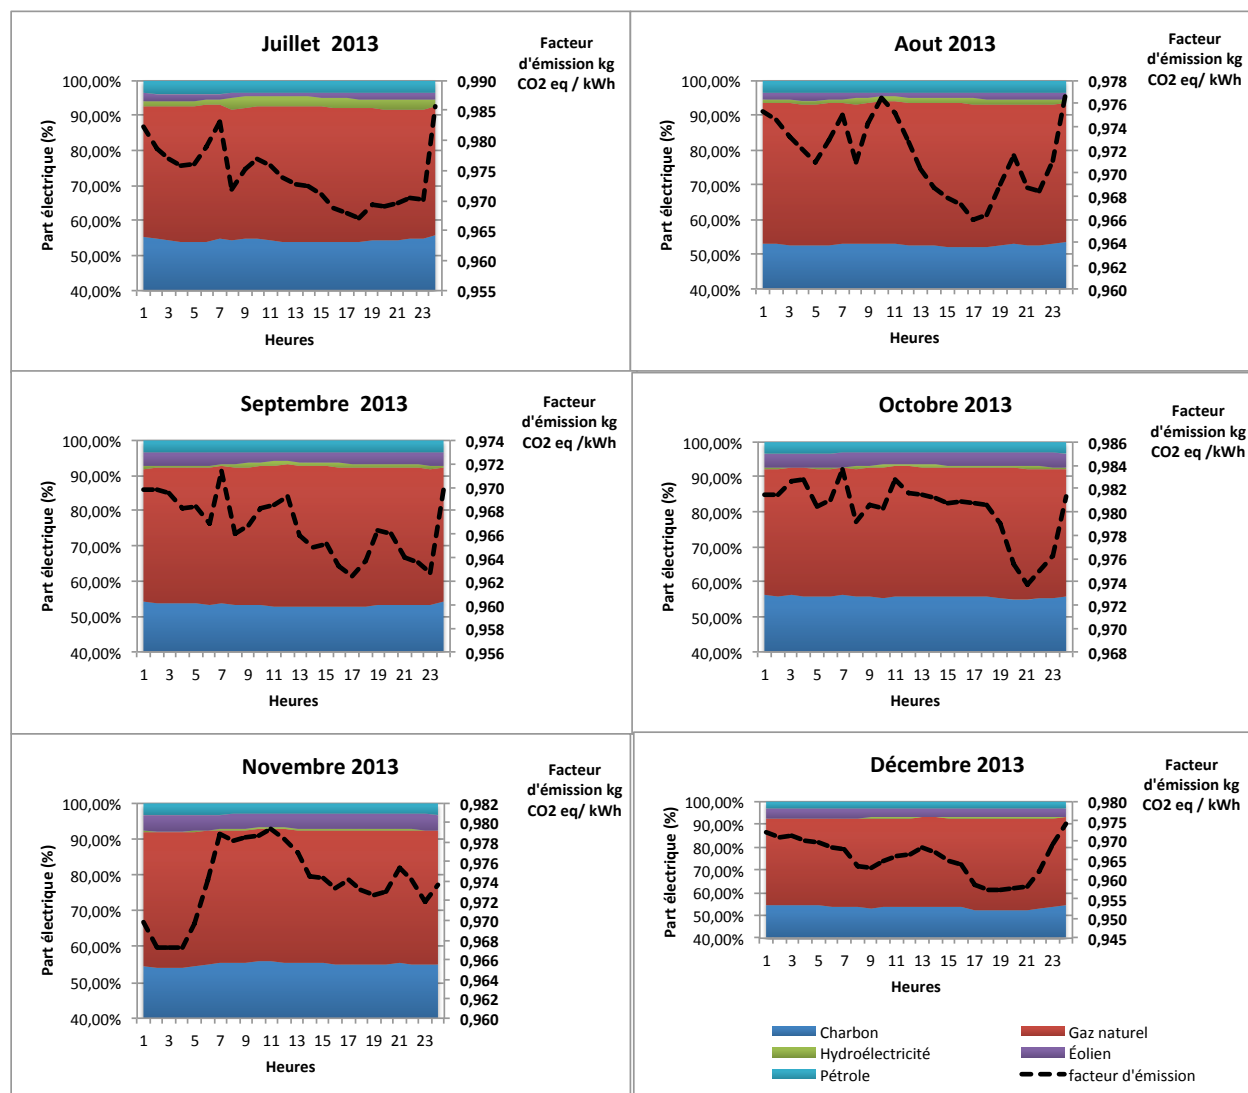 Juillet  2013
Facteur
d'émission kg
CO2 eq/ kWh
Part électrique (%)
100,00%
90,00%
80,00%
70,00%
60,00%
50,00%
40,00%
0,990
0,985
0,980
0,975
0,970
0,965
0,960
0,955
1 3 5 7 9 11 13 15 17 19 21 23
Heures
Aout 2013
Facteur
d'émission kg
CO2 eq/ kWh
Part électrique (%)
100,00%
90,00%
80,00%
70,00%
60,00%
50,00%
40,00%
0,978
0,976
0,974
0,972
0,970
0,968
0,966
0,964
0,962
0,960
1 3 5 7 9 11 13 15 17 19 21 23
Heures
Septembre  2013
Facteur
d'émission kg
CO2 eq /kWh
Part électrique (%)
100,00%
90,00%
80,00%
70,00%
60,00%
50,00%
40,00%
0,974
0,972
0,970
0,968
0,966
0,964
0,962
0,960
0,958
0,956
1 3 5 7 9 11 13 15 17 19 21 23
Heures
Octobre 2013
Facteur
d'émission kg
CO2 eq /kWh
Part électrique (%)
100,00%
90,00%
80,00%
70,00%
60,00%
50,00%
40,00%
0,986
0,984
0,982
0,980
0,978
0,976
0,974
0,972
0,970
0,968
1 3 5 7 9 11 13 15 17 19 21 23
Heures
Novembre 2013
Facteur
d'émission kg
CO2 eq/ kWh
Part électrique (%)
100,00%
90,00%
80,00%
70,00%
60,00%
50,00%
40,00%
0,982
0,980
0,978
0,976
0,974
0,972
0,970
0,968
0,966
0,964
0,962
0,960
1 3 5 7 9 11 13 15 17 19 21 23
Heures
Décembre 2013
Facteur
d'émission kg
CO2 eq / kWh
Part électrique (%)
100,00%
90,00%
80,00%
70,00%
60,00%
50,00%
40,00%
0,980
0,975
0,970
0,965
0,960
0,955
0,950
0,945
1 3 5 7 9 11 13 15 17 19 21 23
Heures
Charbon
Gaz naturel
Hydroélectricité
Éolien
Pétrole
facteur d'émission